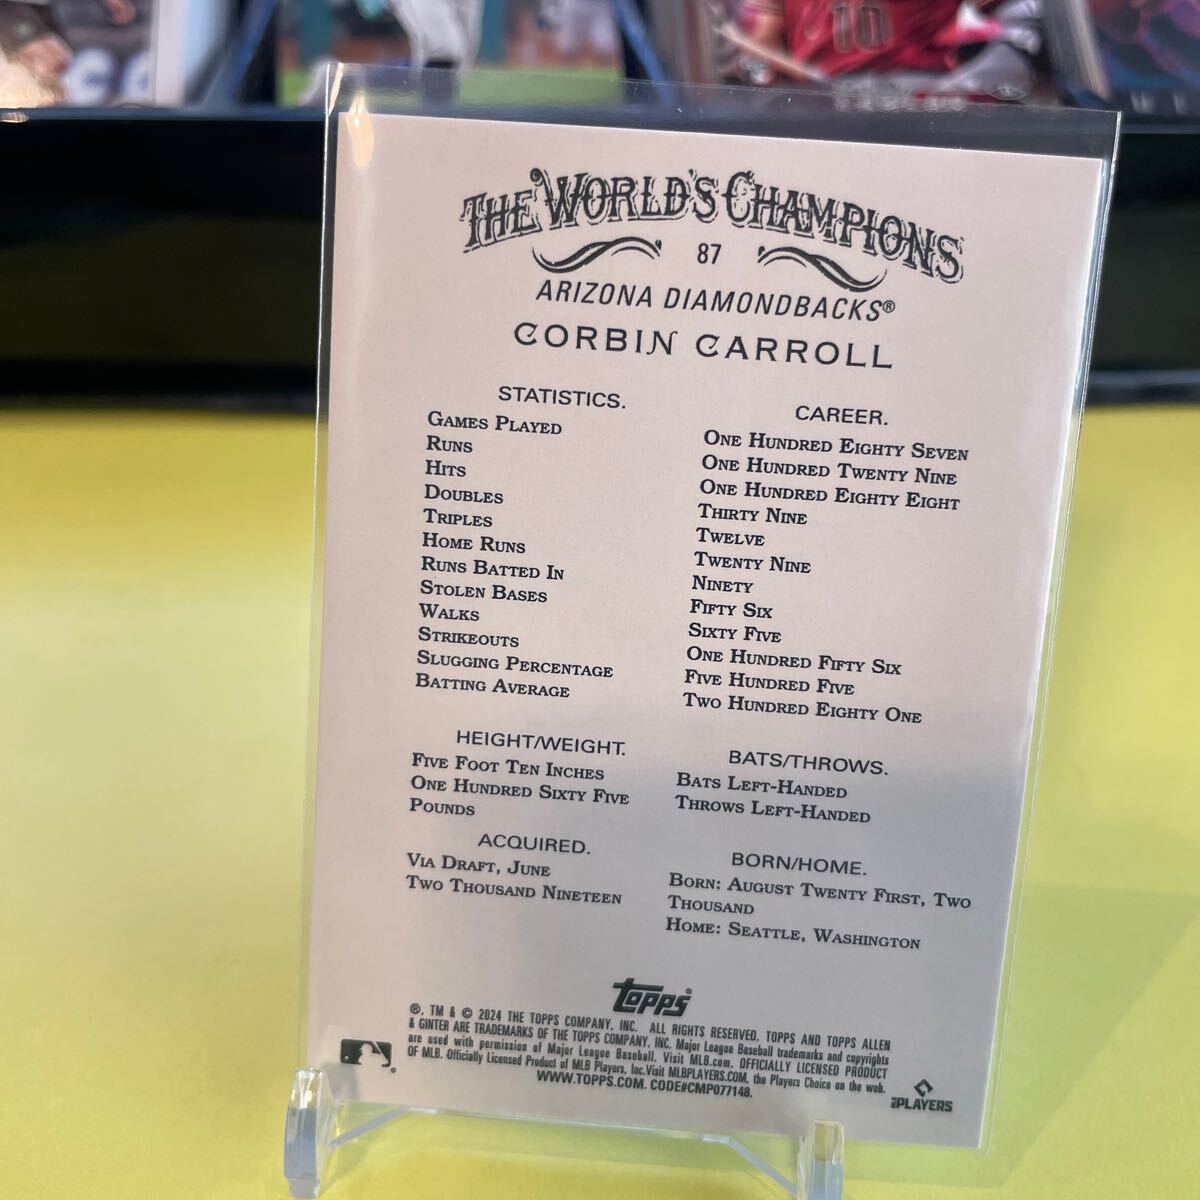 10
THE WORLD'S CHAMPIONS
87
ARIZONA DIAMONDBACKS®
CORBIN CARROLL
STATISTICS.
GAMES PLAYED
RUNS
HITS
DOUBLES
TRIPLES
HOME RUNS
RUNS BATTED IN
STOLEN BASES
WALKS
STRIKEOUTS
SLUGGING PERCENTAGE
BATTING AVERAGE
CAREER.
ONE HUNDRED EIGHTY SEVEN
ONE HUNDRED TWENTY NINE
ONE HUNDRED EIGHTY EIGHT
THIRTY NINE
TWELVE
TWENTY NINE
NINETY
FIFTY SIX
SIXTY FIVE
ONE HUNDRED FIFTY SIX
FIVE HUNDRED FIVE
TWO HUNDRED EIGHTY ONE
HEIGHT/WEIGHT.
FIVE FOOT TEN INCHES
ONE HUNDRED SIXTY FIVE
POUNDS
BATS/THROWS.
BATS LEFT-HANDED
THROWS LEFT-HANDED
ACQUIRED.
VIA DRAFT, JUNE
TWO THOUSAND NINETEEN
BORN/HOME.
BORN: AUGUST TWENTY FIRST, TWO
THOUSAND
HOME: SEATTLE, WASHINGTON
topps®
®, TM & © 2024 THE TOPPS COMPANY, INC. ALL RIGHTS RESERVED. TOPPS AND TOPPS ALLEN
& GINTER ARE TRADEMARKS OF THE TOPPS COMPANY, INC. Major League Baseball trademarks and copyrights
are used with permission of Major League Baseball. Visit MLB.com. OFFICIALLY LICENSED PRODUCT
OF MLB. Officially Licensed Product of MLB Players, Inc.Visit MLBPLAYERS.COM, the Players Choice on the web.
WWW.TOPPS.COM. CODE#CMP077148.
PLAYERS